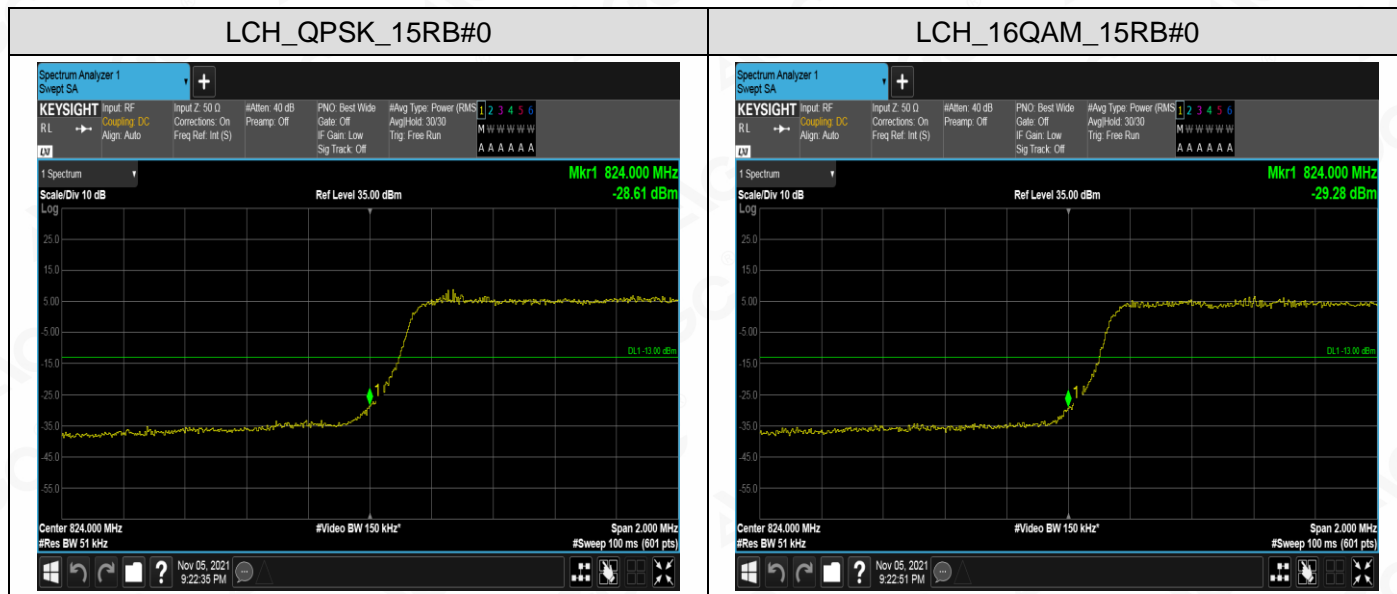 LCH_QPSK_15RB#0
LCH_16QAM_15RB#0
Spectrum Analyzer 1
Swept SA
+
KEYSIGHT
RL
LXI
Input: RF
Coupling: DC
Align: Auto
Input Z: 50 Ω
Corrections: On
Freq Ref: Int (S)
#Atten: 40 dB
Preamp: Off
PNO: Best Wide
Gate: Off
IF Gain: Low
Sig Track: Off
#Avg Type: Power (RMS
Avg|Hold: 30/30
Trig: Free Run
1 2 3 4 5 6
M W W W W W
A A A A A A
1 Spectrum
Scale/Div 10 dB
Log
Ref Level 35.00 dBm
Mkr1 824.000 MHz
-28.61 dBm
25.0
15.0
5.00
-5.00
-15.0
-25.0
-35.0
-45.0
-55.0
DL1 -13.00 dBm
1
Center 824.000 MHz
#Res BW 51 kHz
#Video BW 150 kHz*
Span 2.000 MHz
#Sweep 100 ms (601 pts)
?
Nov 05, 2021
9:22:35 PM
Spectrum Analyzer 1
Swept SA
+
KEYSIGHT
RL
LXI
Input: RF
Coupling: DC
Align: Auto
Input Z: 50 Ω
Corrections: On
Freq Ref: Int (S)
#Atten: 40 dB
Preamp: Off
PNO: Best Wide
Gate: Off
IF Gain: Low
Sig Track: Off
#Avg Type: Power (RMS
Avg|Hold: 30/30
Trig: Free Run
1 2 3 4 5 6
M W W W W W
A A A A A A
1 Spectrum
Scale/Div 10 dB
Log
Ref Level 35.00 dBm
Mkr1 824.000 MHz
-29.28 dBm
25.0
15.0
5.00
-5.00
-15.0
-25.0
-35.0
-45.0
-55.0
DL1 -13.00 dBm
1
Center 824.000 MHz
#Res BW 51 kHz
#Video BW 150 kHz*
Span 2.000 MHz
#Sweep 100 ms (601 pts)
?
Nov 05, 2021
9:22:51 PM